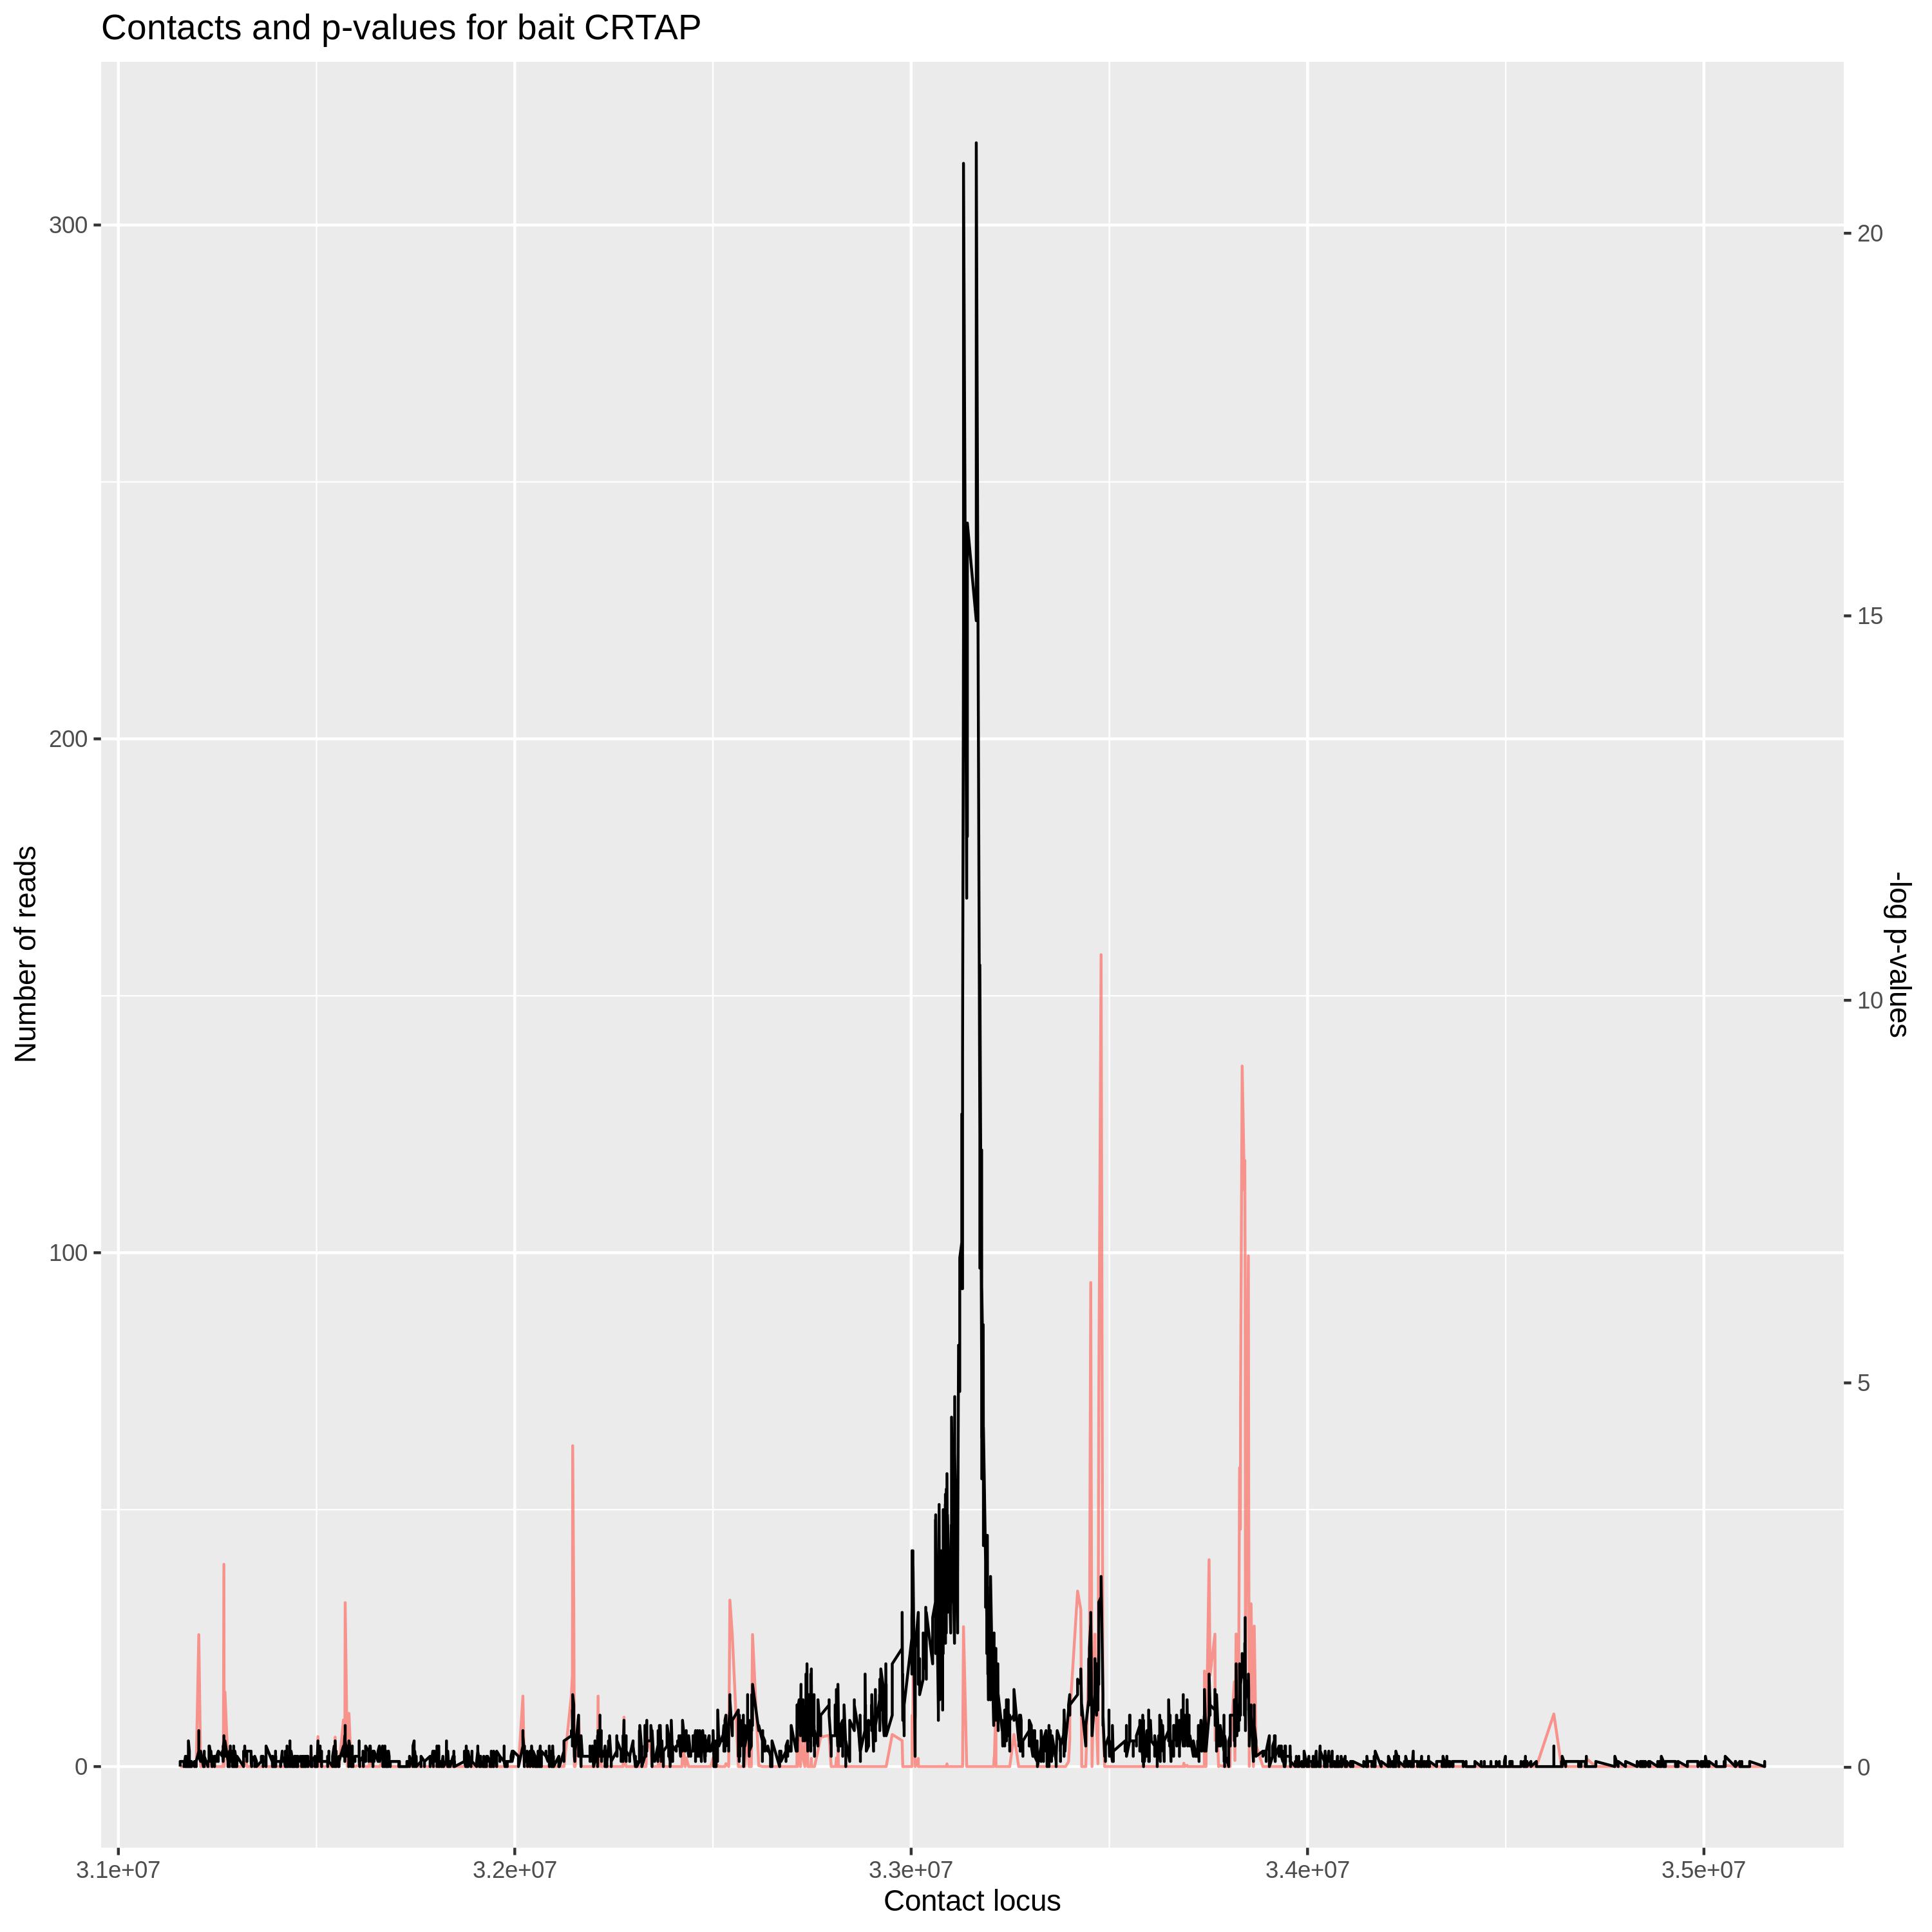 Contacts and p-values for bait CRTAP
300
200
100
0
Number of reads
20
15
10
5
0
-log p-values
3.1e+07 3.2e+07 3.3e+07 3.4e+07 3.5e+07
Contact locus